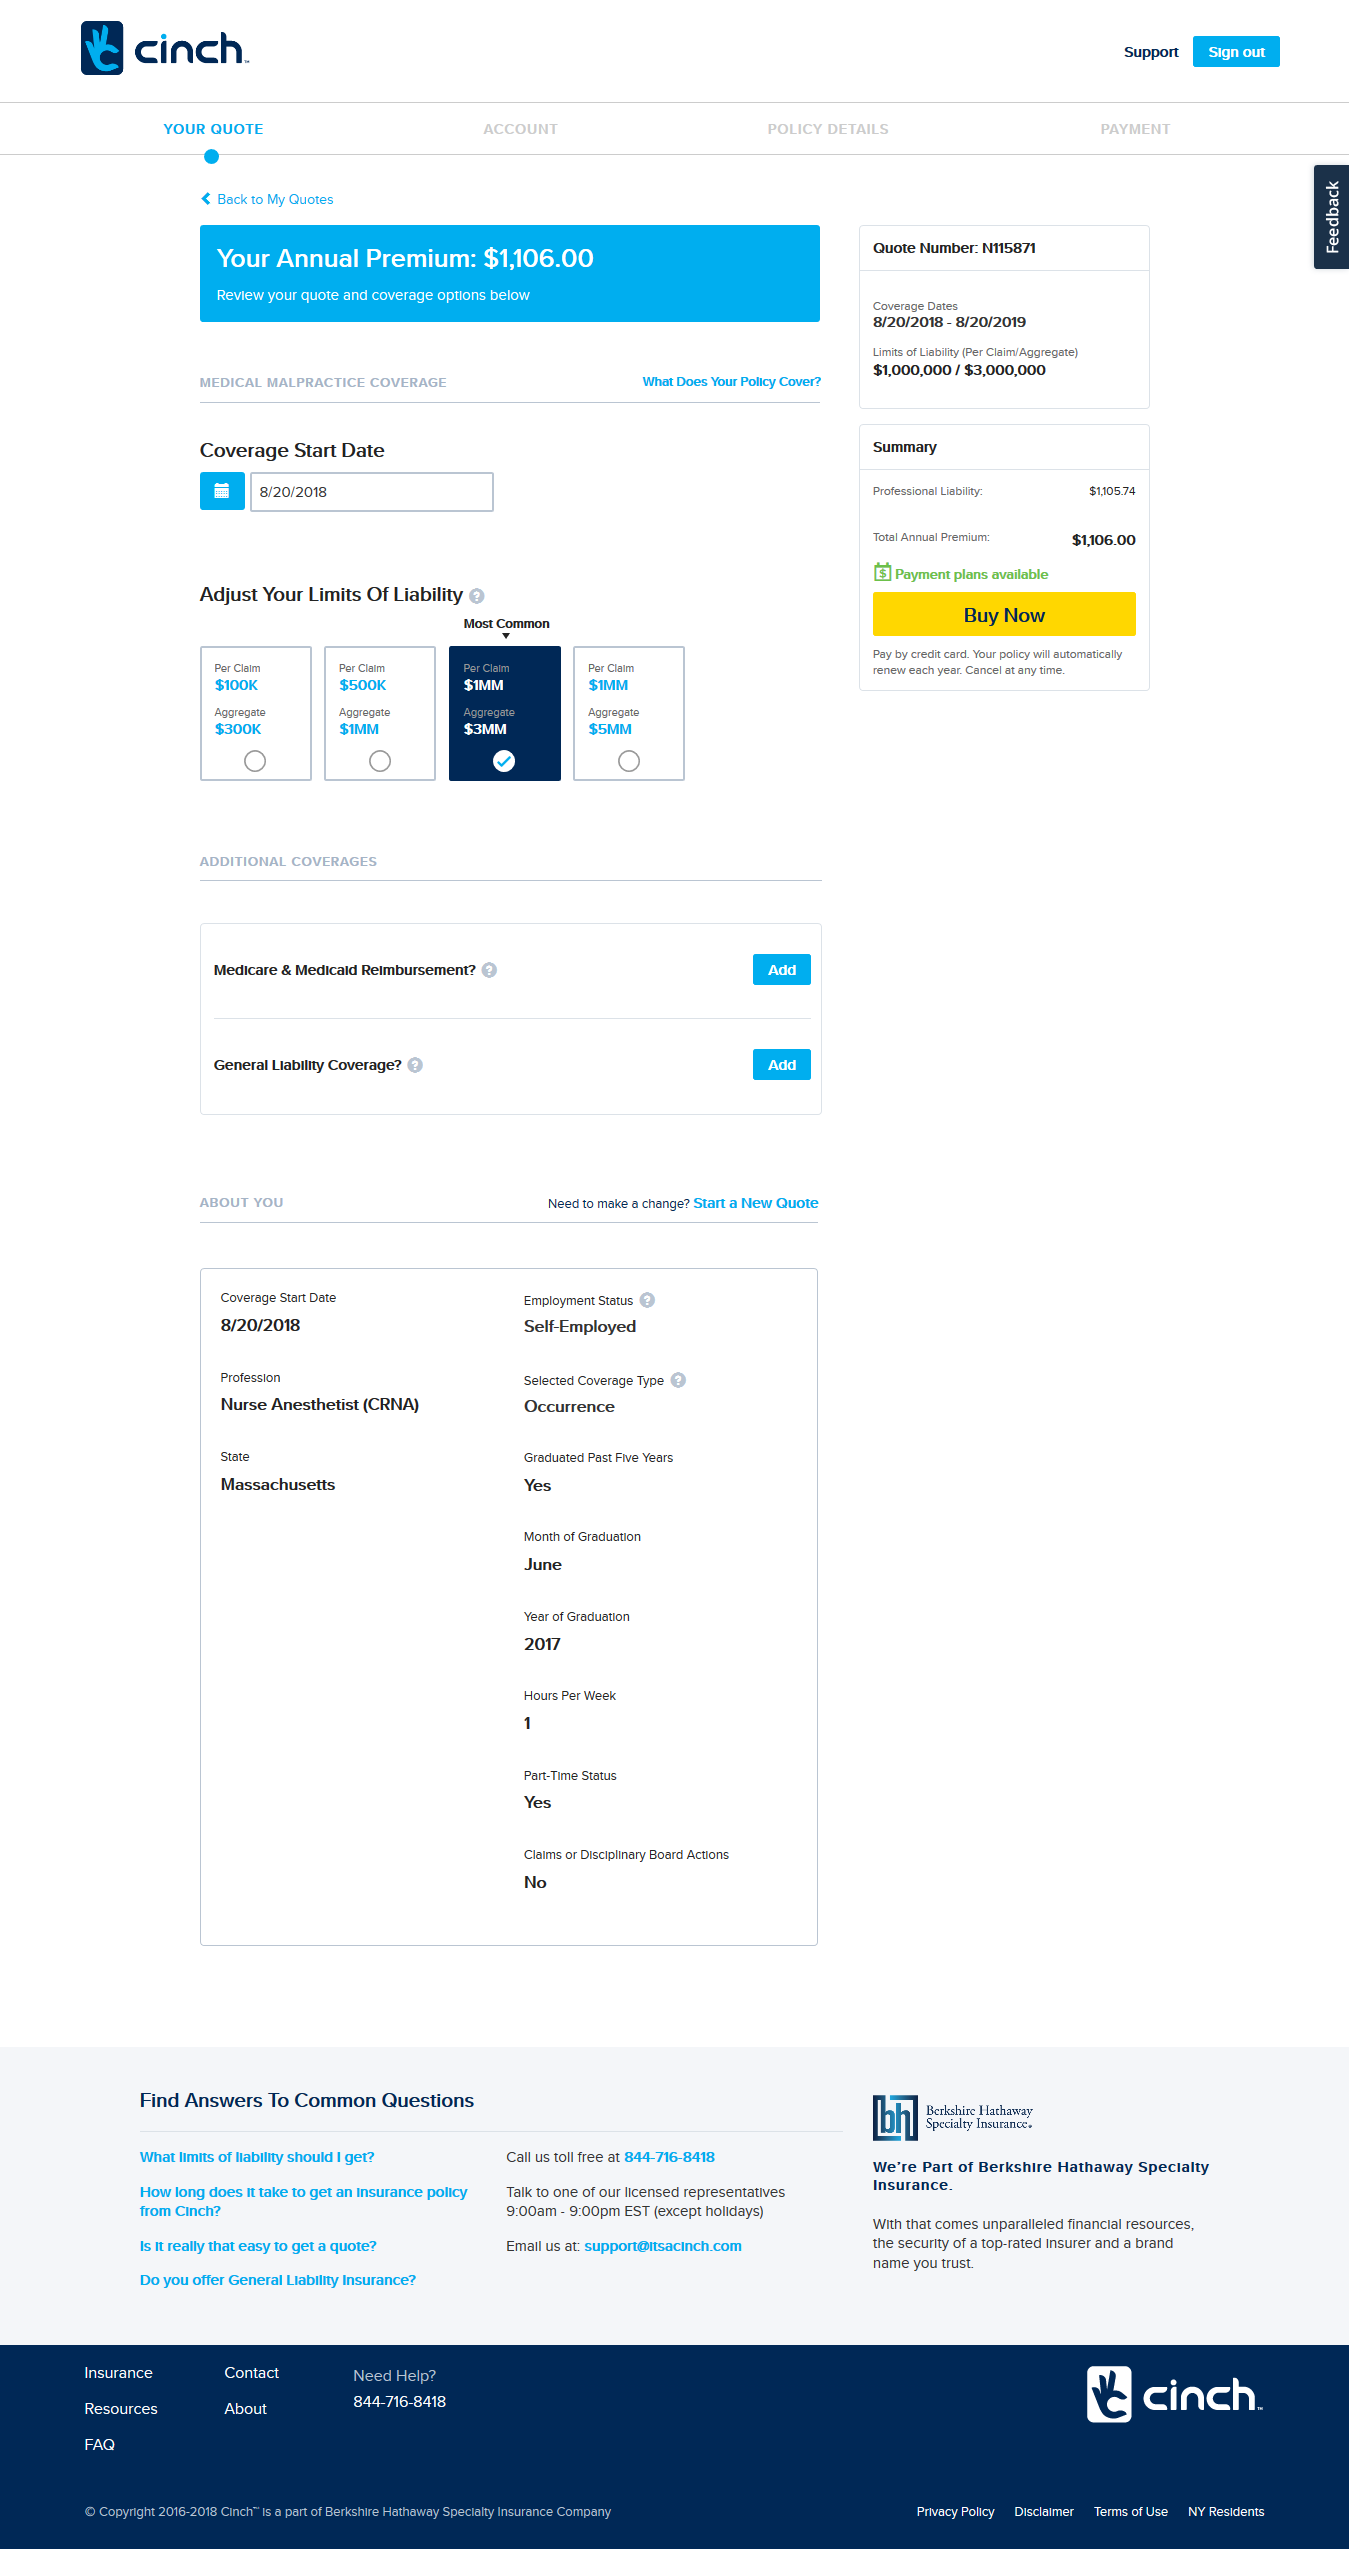 cinch™
Support
Sign out
YOUR QUOTE
ACCOUNT
POLICY DETAILS
PAYMENT
Feedback
Back to My Quotes
Your Annual Premium: $1,106.00
Review your quote and coverage options below
MEDICAL MALPRACTICE COVERAGE
What Does Your Policy Cover?
Coverage Start Date
8/20/2018
Adjust Your Limits Of Liability ?
Most Common
Per Claim
$100K
Aggregate
$300K
Per Claim
$500K
Aggregate
$1MM
Per Claim
$1MM
Aggregate
$3MM
Per Claim
$1MM
Aggregate
$5MM
Quote Number: N115871
Coverage Dates
8/20/2018 - 8/20/2019
Limits of Liability (Per Claim/Aggregate)
$1,000,000 / $3,000,000
Summary
Professional Liability: $1,105.74
Total Annual Premium: $1,106.00
$ Payment plans available
Buy Now
Pay by credit card. Your policy will automatically
renew each year. Cancel at any time.
ADDITIONAL COVERAGES
Medicare & Medicaid Reimbursement? ?
Add
General Liability Coverage? ?
Add
ABOUT YOU
Need to make a change? Start a New Quote
Coverage Start Date
8/20/2018
Profession
Nurse Anesthetist (CRNA)
State
Massachusetts
Employment Status ?
Self-Employed
Selected Coverage Type ?
Occurrence
Graduated Past Five Years
Yes
Month of Graduation
June
Year of Graduation
2017
Hours Per Week
1
Part-Time Status
Yes
Claims or Disciplinary Board Actions
No
Find Answers To Common Questions
What limits of liability should I get?
How long does it take to get an insurance policy
from Cinch?
Is it really that easy to get a quote?
Do you offer General Liability Insurance?
Call us toll free at 844-716-8418
Talk to one of our licensed representatives
9:00am - 9:00pm EST (except holidays)
Email us at: support@itsacinch.com
bh
Berkshire Hathaway
Specialty Insurance.
We're Part of Berkshire Hathaway Specialty
Insurance.
With that comes unparalleled financial resources,
the security of a top-rated insurer and a brand
name you trust.
Insurance
Resources
FAQ
Contact
About
Need Help?
844-716-8418
cinch™
© Copyright 2016-2018 Cinch™ is a part of Berkshire Hathaway Specialty Insurance Company
Privacy Policy
Disclaimer
Terms of Use
NY Residents